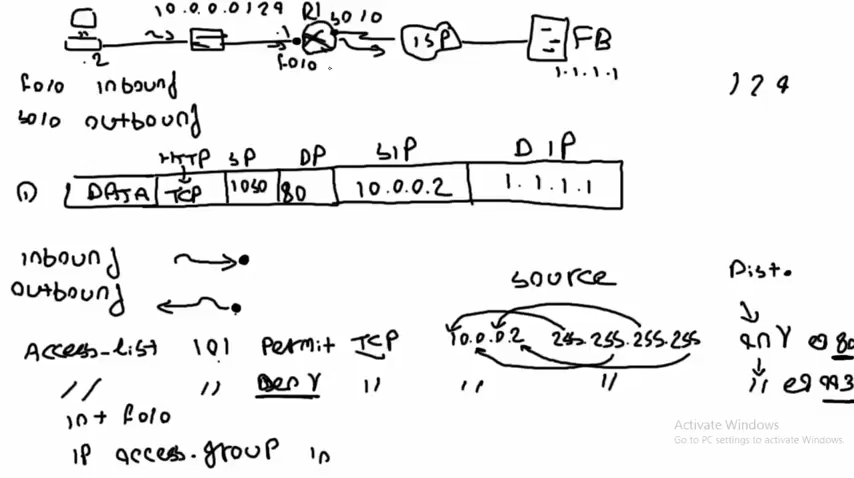 10.0.0.0/24 R1 s0/0
.2 .1 f0/0 ISP FB
1.1.1.1
f0/0 inbound 124
s0/0 outbound
HTTP SP DP SIP D IP
① DATA TCP 1050 80 10.0.0.2 1.1.1.1
inbound
outbound source Dist.
Access-list 101 Permit TCP 10.0.0.2 255.255.255.255 any eq 80
// // Deny // // // // eq 443
int f0/0
IP access-group in
Activate Windows
Go to PC settings to activate Windows.